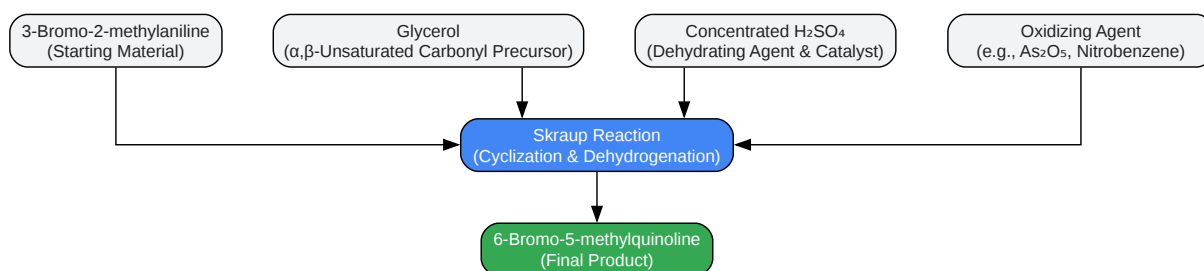 3-Bromo-2-methylaniline
(Starting Material)
Glycerol
(α,β-Unsaturated Carbonyl Precursor)
Concentrated H₂SO₄
(Dehydrating Agent & Catalyst)
Oxidizing Agent
(e.g., As₂O₅, Nitrobenzene)
Skraup Reaction
(Cyclization & Dehydrogenation)
6-Bromo-5-methylquinoline
(Final Product)